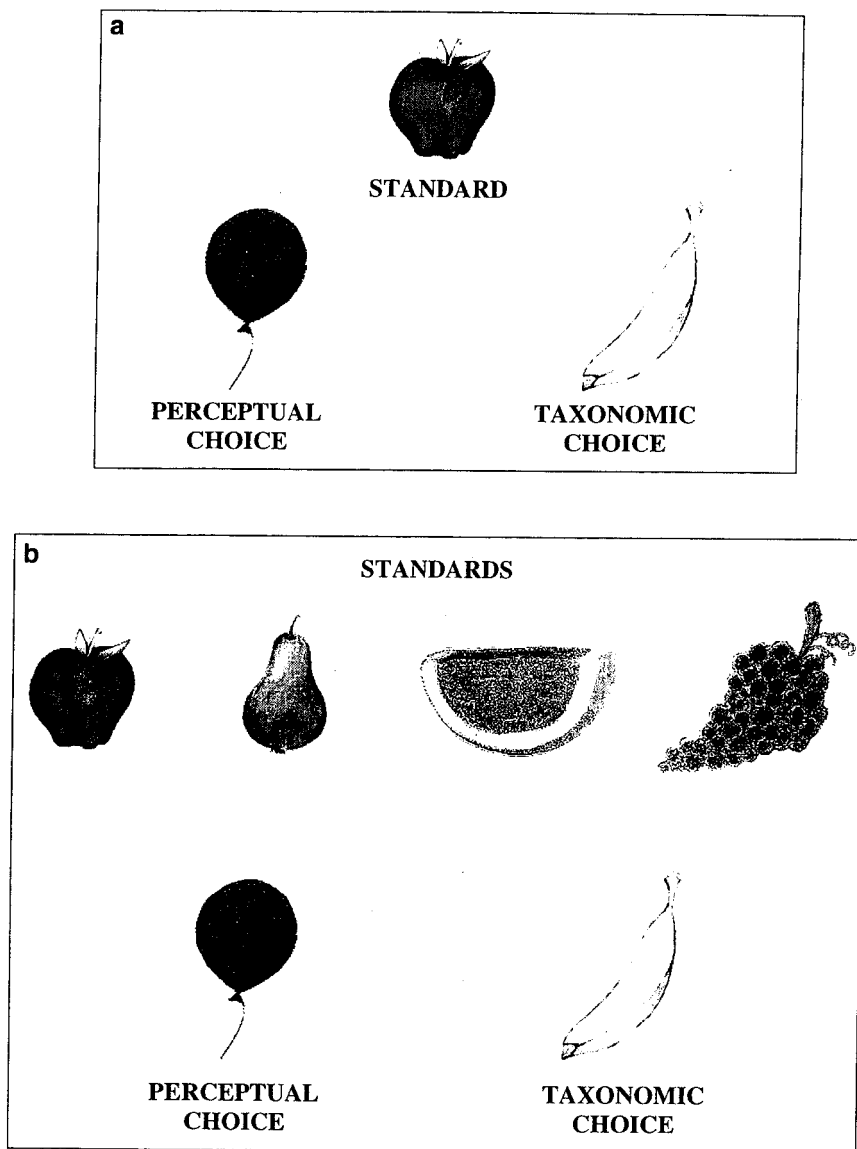 a
STANDARD
PERCEPTUAL
CHOICE
TAXONOMIC
CHOICE
b
STANDARDS
PERCEPTUAL
CHOICE
TAXONOMIC
CHOICE